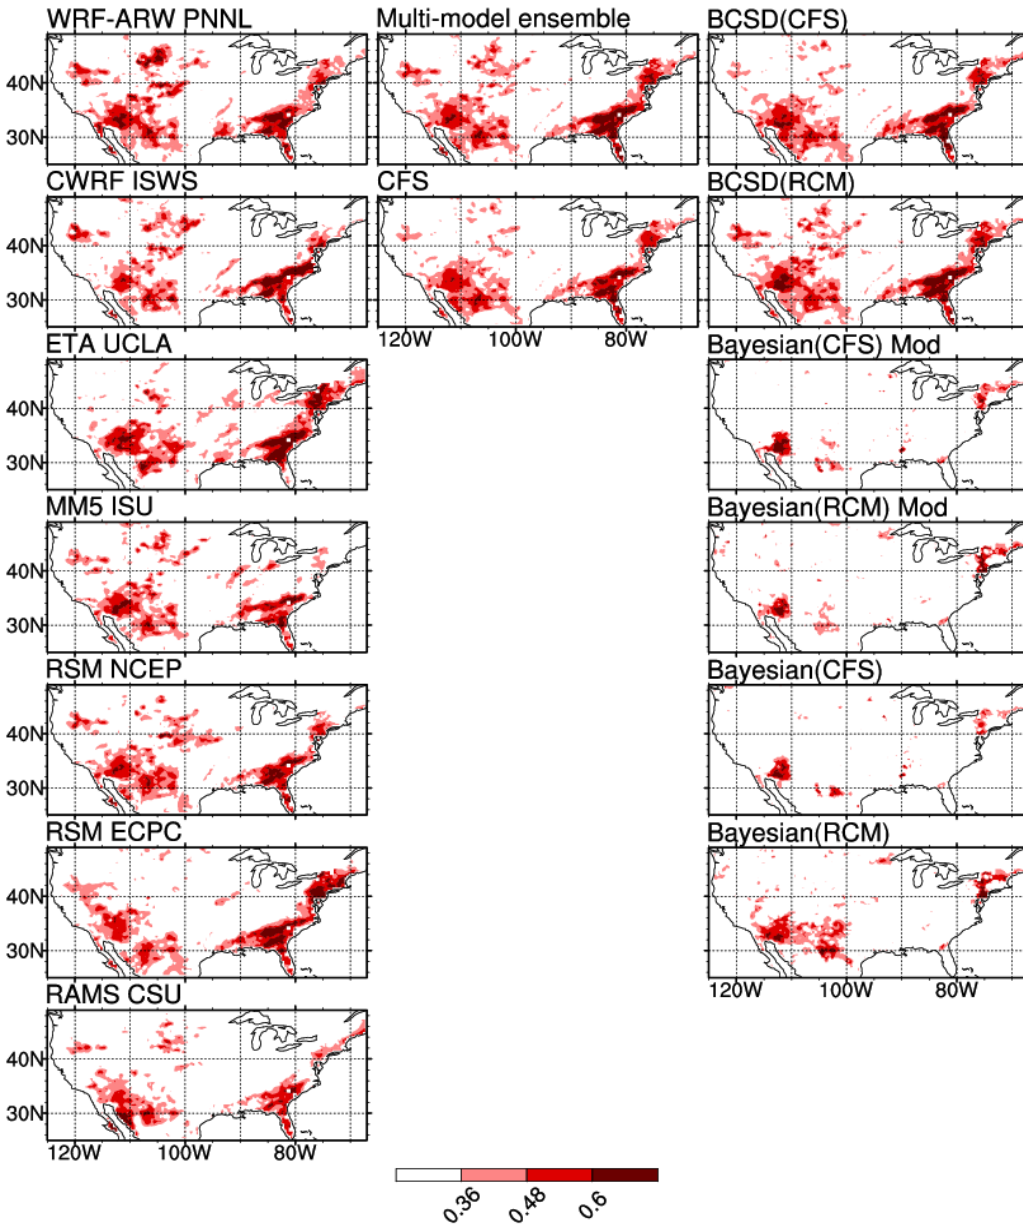 WRF-ARW PNNL Multi-model ensemble BCSD(CFS)
40N
30N
CWRF ISWS CFS BCSD(RCM)
40N
30N
120W 100W 80W
ETA UCLA Bayesian(CFS) Mod
40N
30N
MM5 ISU Bayesian(RCM) Mod
40N
30N
RSM NCEP Bayesian(CFS)
40N
30N
RSM ECPC Bayesian(RCM)
40N
30N
120W 100W 80W
RAMS CSU
40N
30N
120W 100W 80W
0.36 0.48 0.6